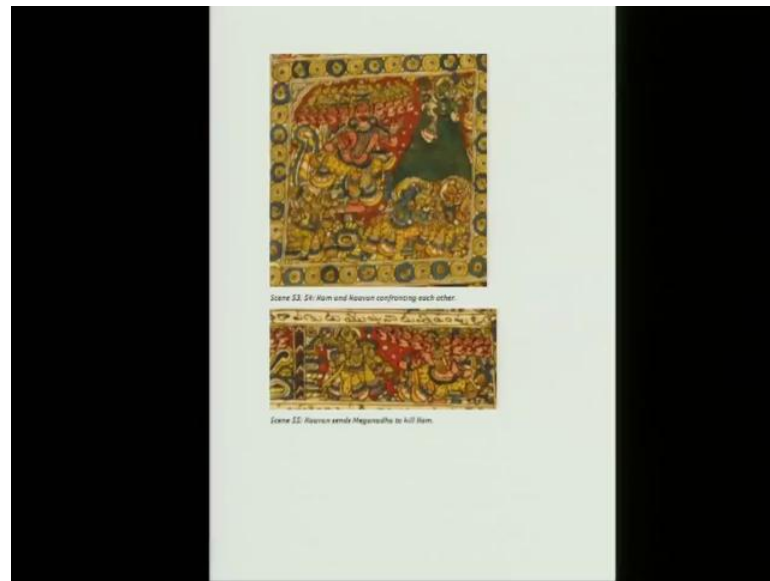 Scene 53, 54: Ram and Raavan confronting each other.
Scene 55: Raavan sends Meganadha to kill Ram.